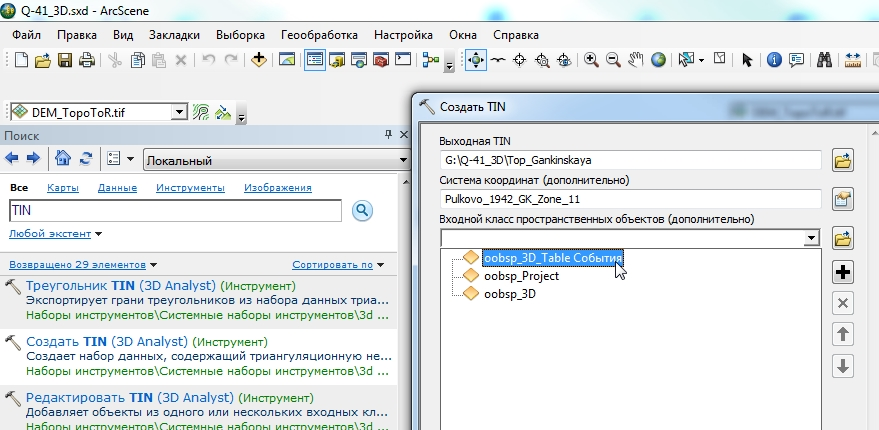 Q-41_3D.sxd - ArcScene
Файл Правка Вид Закладки Выборка Геообработка Настройка Окна Справка
DEM_TopoToR.tif
Поиск
Локальный
Все Карты Данные Инструменты Изображения
TIN
Любой экстент
Возвращено 29 элементов Сортировать по
Треугольник TIN (3D Analyst) (Инструмент)
Экспортирует грани треугольников из набора данных триа...
Наборы инструментов\Системные наборы инструментов\3d ...
Создать TIN (3D Analyst) (Инструмент)
Создает набор данных, содержащий триангуляционную не...
Наборы инструментов\Системные наборы инструментов\3d ...
Редактировать TIN (3D Analyst) (Инструмент)
Добавляет объекты из одного или нескольких входных кл...
Наборы инструментов\Системные наборы инструментов\3d ...
Создать TIN
Выходная TIN
G:\Q-41_3D\Top_Gankinskaya
Система координат (дополнительно)
Pulkovo_1942_GK_Zone_11
Входной класс пространственных объектов (дополнительно)
oobsp_3D_Table События
oobsp_Project
oobsp_3D